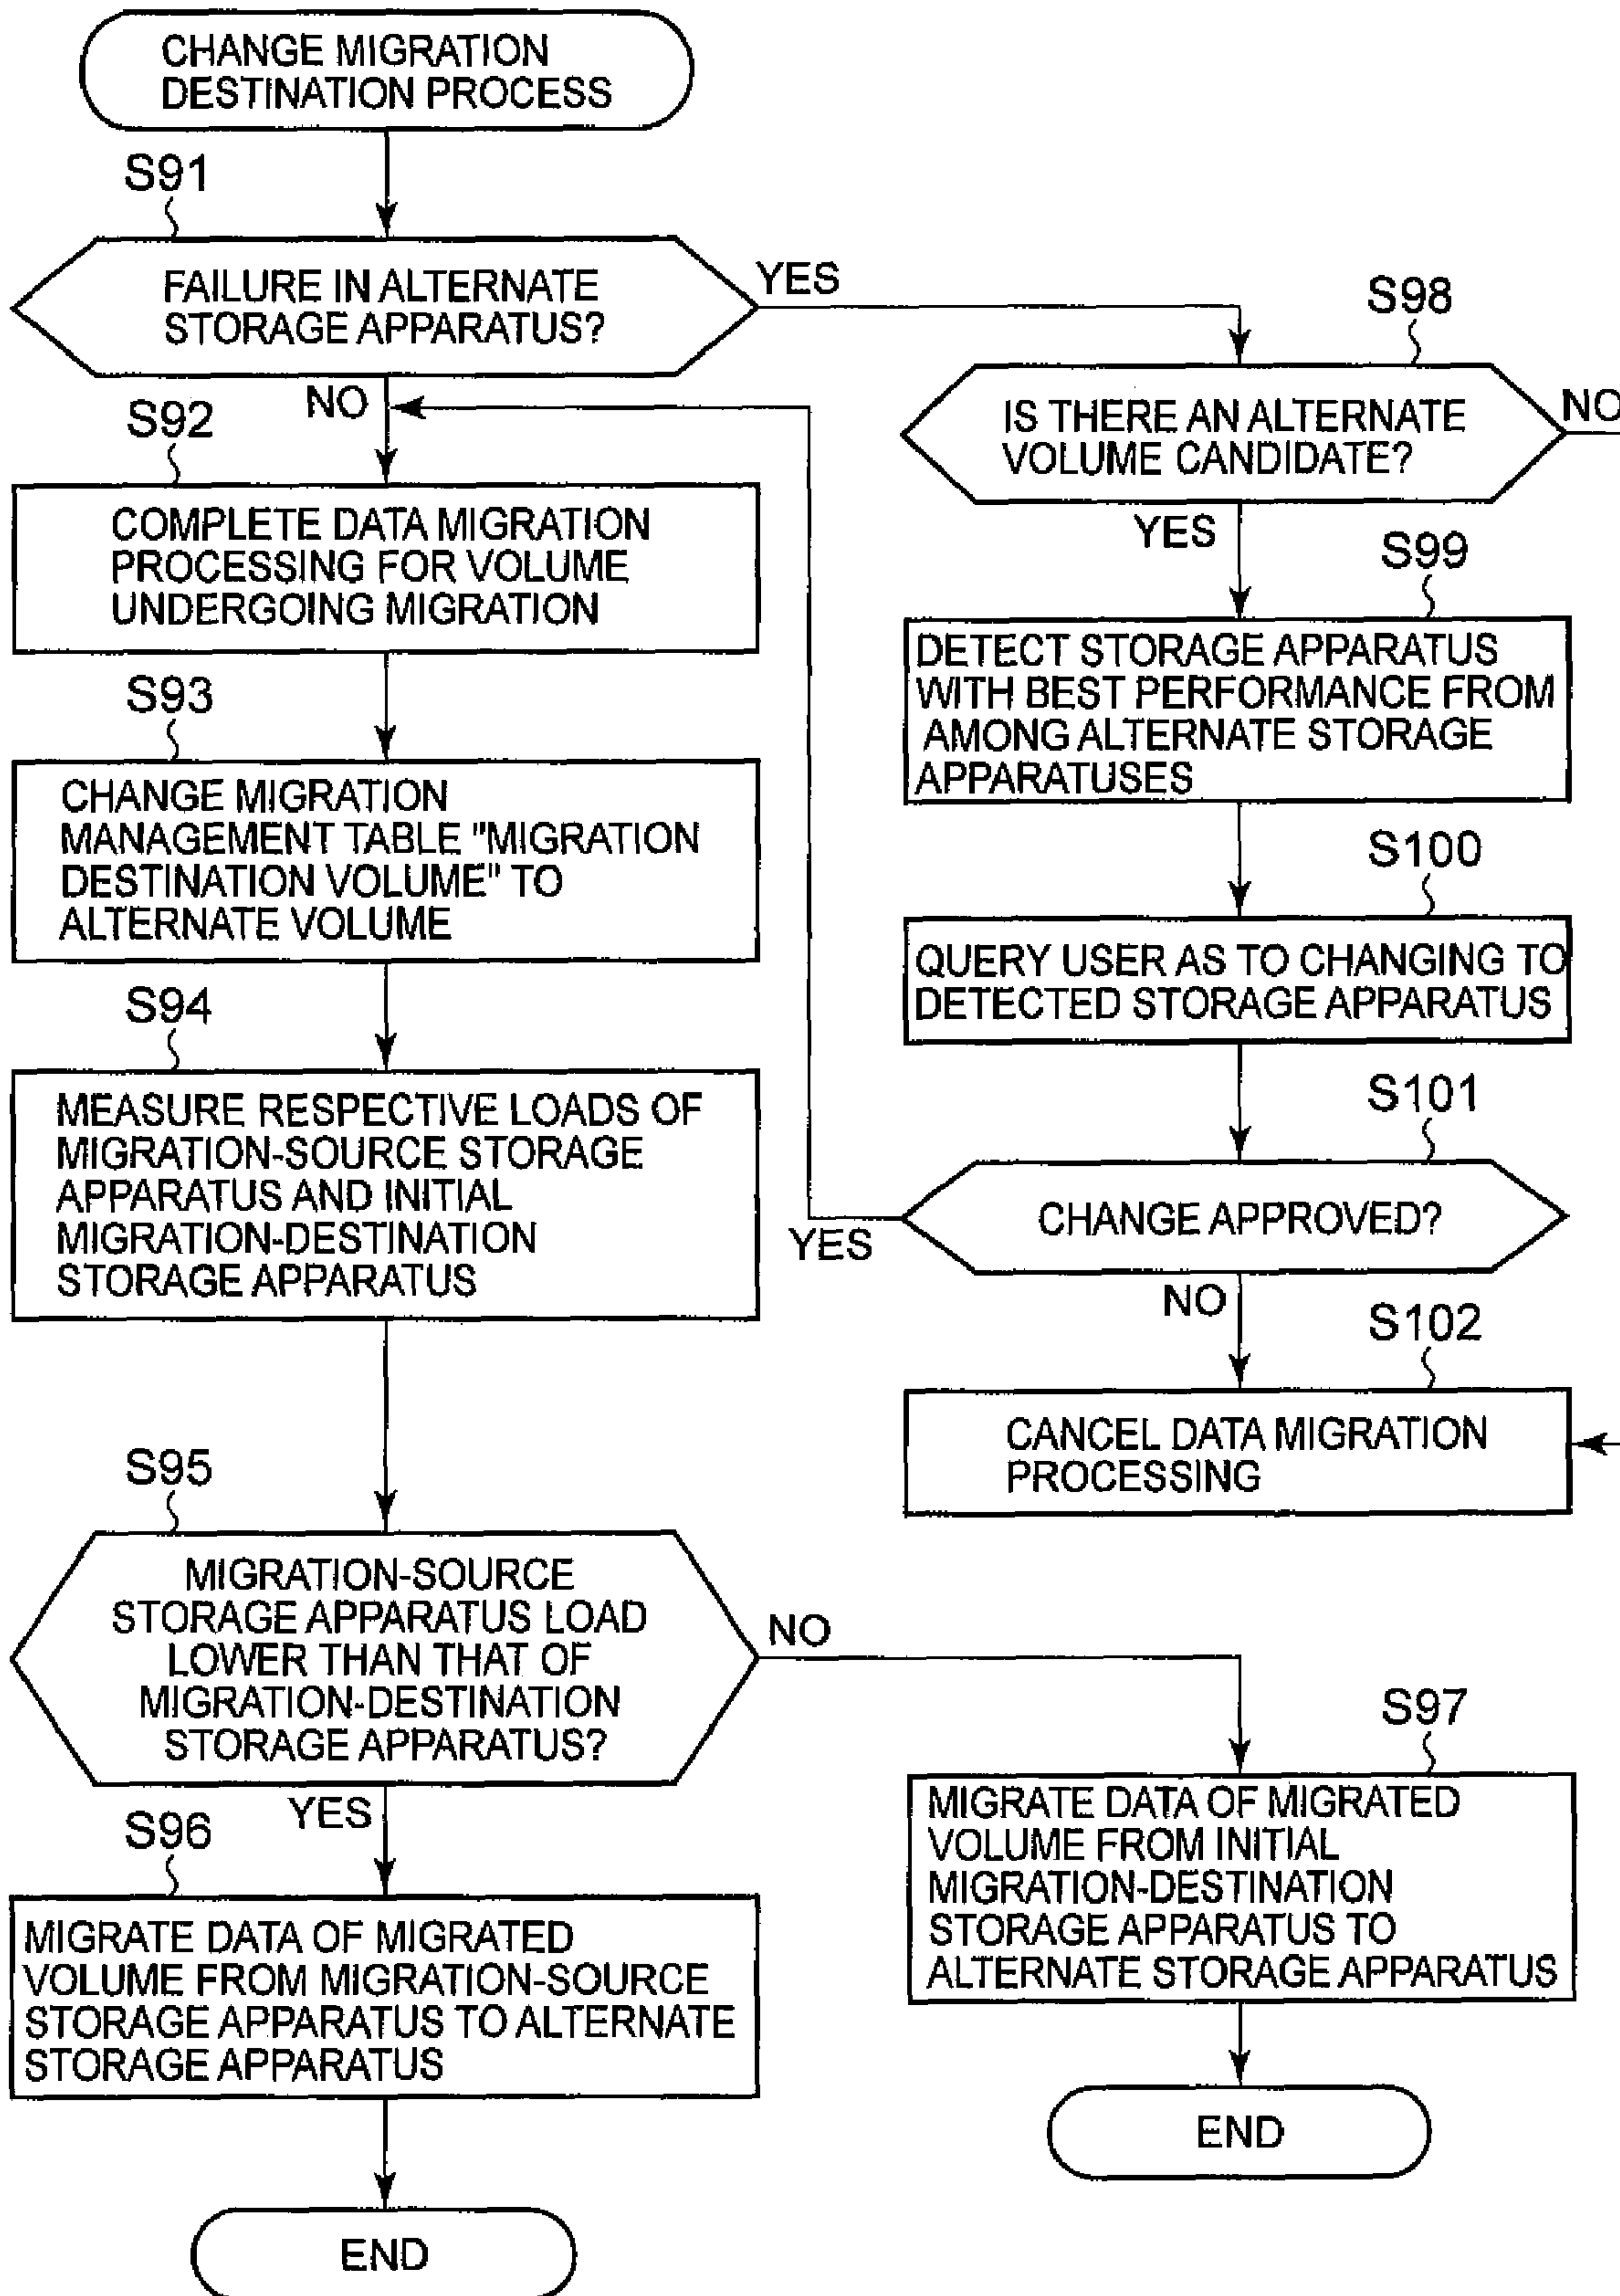 CHANGE MIGRATION
DESTINATION PROCESS
S91
FAILURE IN ALTERNATE
STORAGE APPARATUS?
YES
NO
S92
COMPLETE DATA MIGRATION
PROCESSING FOR VOLUME
UNDERGOING MIGRATION
S93
CHANGE MIGRATION
MANAGEMENT TABLE "MIGRATION
DESTINATION VOLUME" TO
ALTERNATE VOLUME
S94
MEASURE RESPECTIVE LOADS OF
MIGRATION-SOURCE STORAGE
APPARATUS AND INITIAL
MIGRATION-DESTINATION
STORAGE APPARATUS
S95
MIGRATION-SOURCE
STORAGE APPARATUS LOAD
LOWER THAN THAT OF
MIGRATION-DESTINATION
STORAGE APPARATUS?
NO
YES
S96
MIGRATE DATA OF MIGRATED
VOLUME FROM MIGRATION-SOURCE
STORAGE APPARATUS TO ALTERNATE
STORAGE APPARATUS
END
S97
MIGRATE DATA OF MIGRATED
VOLUME FROM INITIAL
MIGRATION-DESTINATION
STORAGE APPARATUS TO
ALTERNATE STORAGE APPARATUS
END
S98
IS THERE AN ALTERNATE
VOLUME CANDIDATE?
NO
YES
S99
DETECT STORAGE APPARATUS
WITH BEST PERFORMANCE FROM
AMONG ALTERNATE STORAGE
APPARATUSES
S100
QUERY USER AS TO CHANGING TO
DETECTED STORAGE APPARATUS
S101
CHANGE APPROVED?
YES
NO
S102
CANCEL DATA MIGRATION
PROCESSING